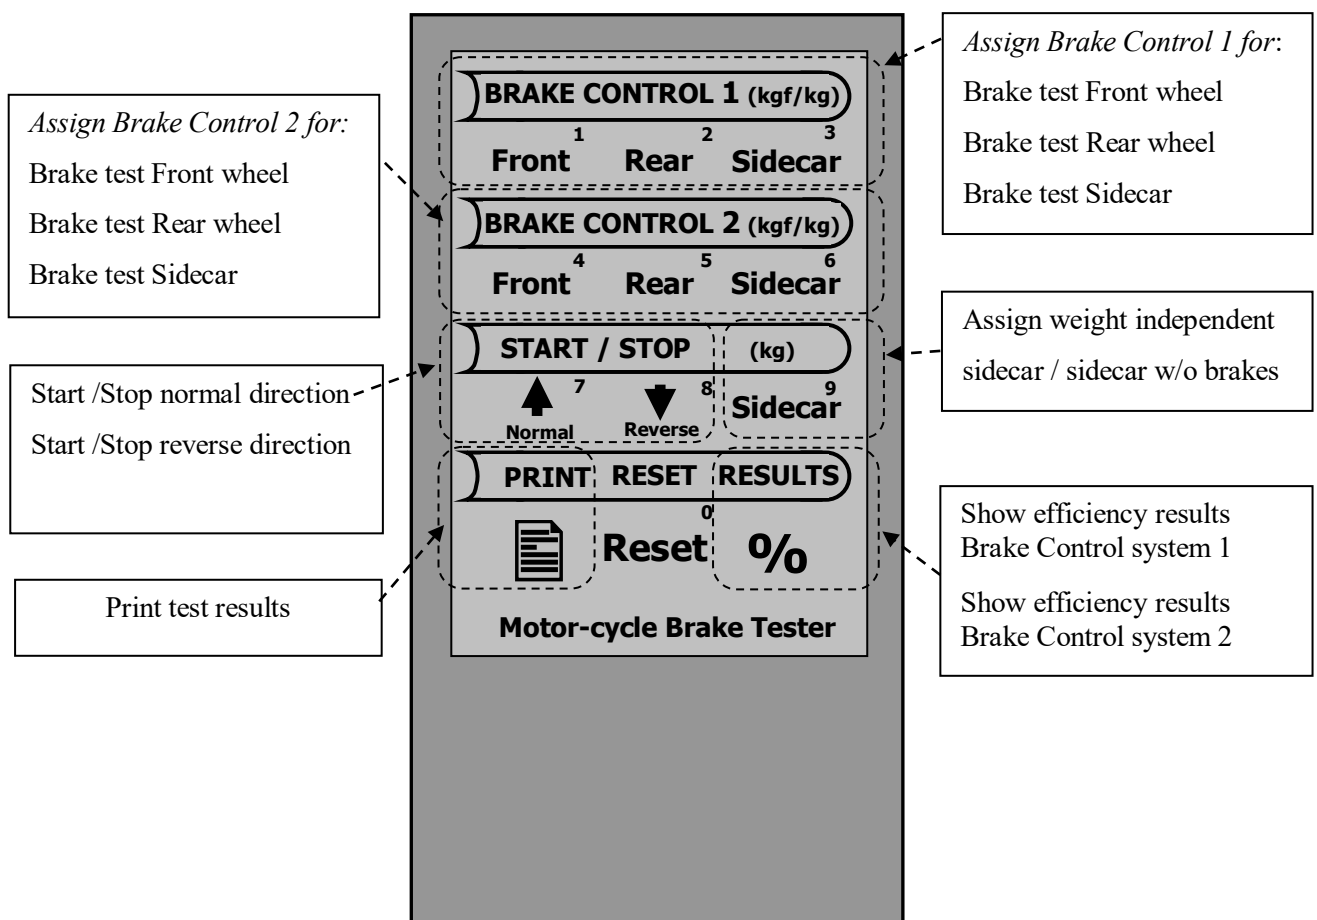 Assign Brake Control 2 for:
Brake test Front wheel
Brake test Rear wheel
Brake test Sidecar
Start /Stop normal direction
Start /Stop reverse direction
Print test results
BRAKE CONTROL 1 (kgf/kg)
1 2 3
Front Rear Sidecar
BRAKE CONTROL 2 (kgf/kg)
4 5 6
Front Rear Sidecar
START / STOP (kg)
7 8 9
Sidecar
Normal Reverse
PRINT RESET RESULTS
0
Reset %
Motor-cycle Brake Tester
Assign Brake Control 1 for:
Brake test Front wheel
Brake test Rear wheel
Brake test Sidecar
Assign weight independent
sidecar / sidecar w/o brakes
Show efficiency results
Brake Control system 1
Show efficiency results
Brake Control system 2